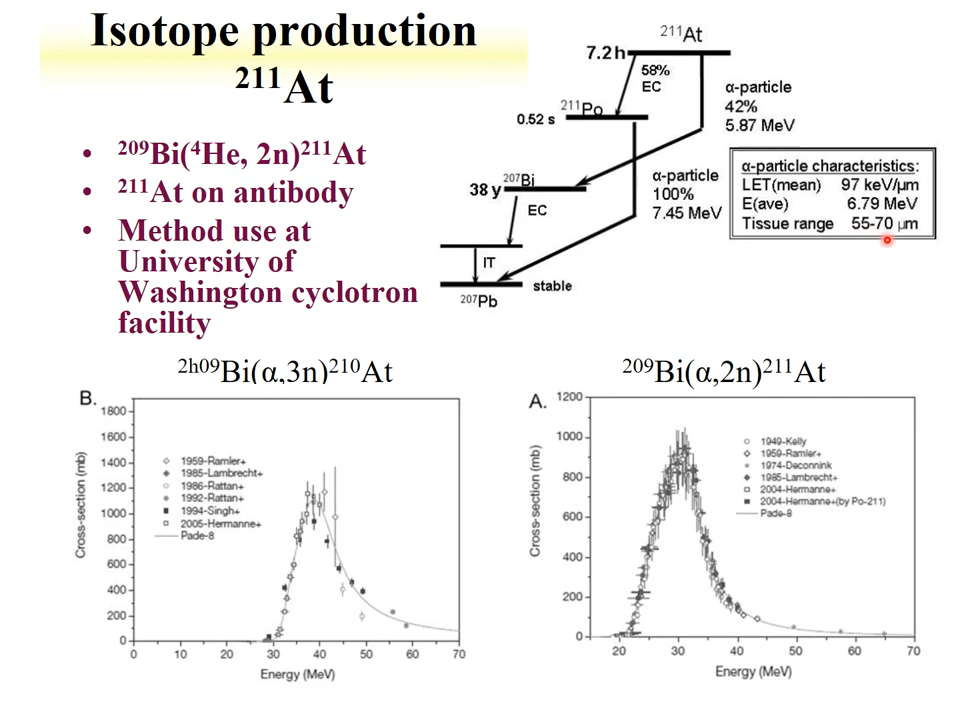 Isotope production
²¹¹At
• ²⁰⁹Bi(⁴He, 2n)²¹¹At
• ²¹¹At on antibody
• Method use at
University of
Washington cyclotron
facility
²¹¹At
7.2 h
58%
EC
α-particle
42%
5.87 MeV
²¹¹Po
0.52 s
²⁰⁷Bi
38 y
EC
α-particle
100%
7.45 MeV
IT
²⁰⁷Pb
stable
α-particle characteristics:
LET(mean) 97 keV/μm
E(ave) 6.79 MeV
Tissue range 55-70 μm
²ʰ⁰⁹Bi(α,3n)²¹⁰At
B.
Cross-section (mb)
1800
1600
1400
1200
1000
800
600
400
200
0
1959-Ramler+
1985-Lambrecht+
1986-Rattan+
1992-Rattan+
1994-Singh+
2005-Hermanne+
Pade-8
0 10 20 30 40 50 60 70
Energy (MeV)
²⁰⁹Bi(α,2n)²¹¹At
A.
Cross-section (mb)
1200
1000
800
600
400
200
0
1949-Kelly
1959-Ramler+
1974-Deconnink
1985-Lambrecht+
2004-Hermanne+
2004-Hermanne+(by Po-211)
Pade-8
20 30 40 50 60 70
Energy (MeV)